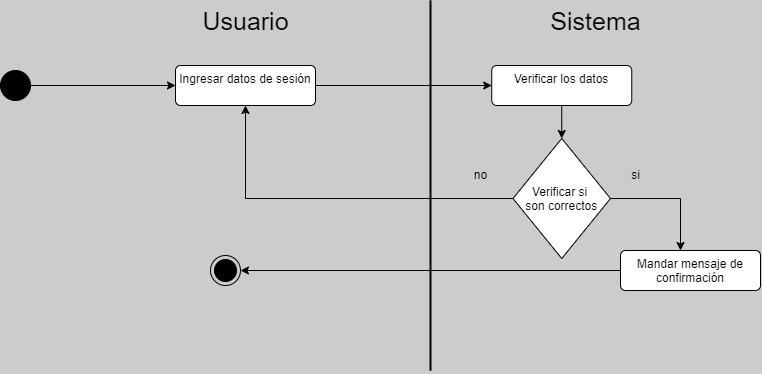 Usuario
Sistema
Ingresar datos de sesión
Verificar los datos
no
si
Verificar si
son correctos
Mandar mensaje de
confirmación